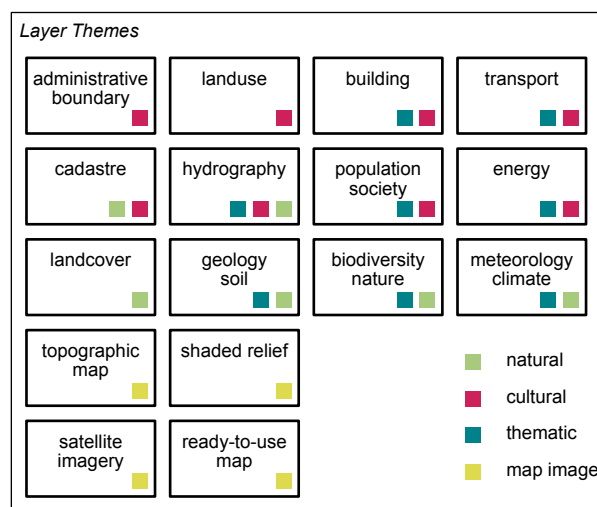 Layer Themes
administrative
boundary
landuse
building
transport
cadastre
hydrography
population
society
energy
landcover
geology
soil
biodiversity
nature
meteorology
climate
topographic
map
shaded relief
satellite
imagery
ready-to-use
map
natural
cultural
thematic
map image